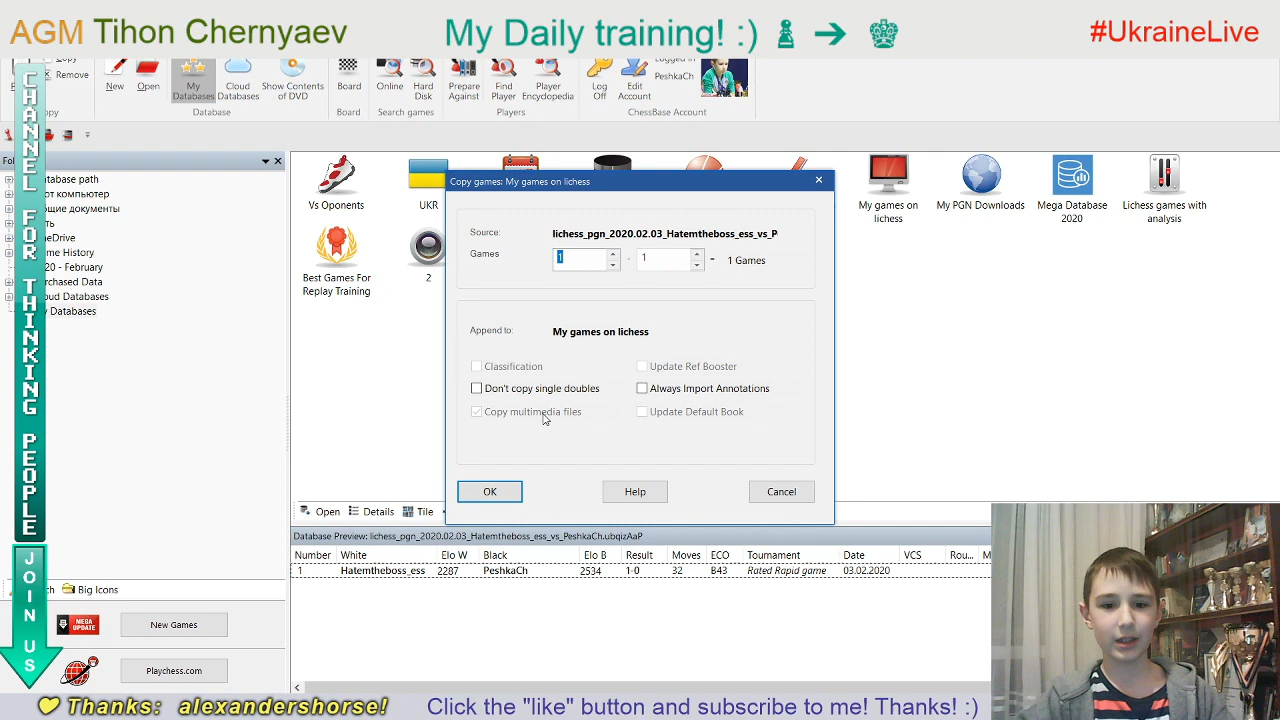 AGM Tihon Chernyaev
My Daily training! :)
#UkraineLive
Remove
New
Open
My Databases
Cloud Databases
Show Contents of DVD
Board
Online
Hard Disk
Prepare Against
Find Player
Player Encyclopedia
Log Off
Edit Account
PeshkaCh
Database
Board
Search games
Players
ChessBase Account
CHANNEL FOR THINKING PEOPLE
JOIN US
Vs Oponents
UKR
My games on lichess
My PGN Downloads
Mega Database 2020
Lichess games with analysis
Best Games For Replay Training
2
Copy games: My games on lichess
Source:
lichess_pgn_2020.02.03_Hatemtheboss_ess_vs_P
Games
1
-
1
= 1 Games
Append to:
My games on lichess
Classification
Update Ref Booster
Don't copy single doubles
Always Import Annotations
Copy multimedia files
Update Default Book
OK
Help
Cancel
Open
Details
Tile
Database Preview: lichess_pgn_2020.02.03_Hatemtheboss_ess_vs_PeshkaCh.ubqizAaP
Number White Elo W Black Elo B Result Moves ECO Tournament Date VCS Rou... M
1 Hatemtheboss_ess 2287 PeshkaCh 2534 1-0 32 B43 Rated Rapid game 03.02.2020
Big Icons
MEGA UPDATE
New Games
Playchess.com
Thanks: alexandershorse!
Click the "like" button and subscribe to me! Thanks! :)